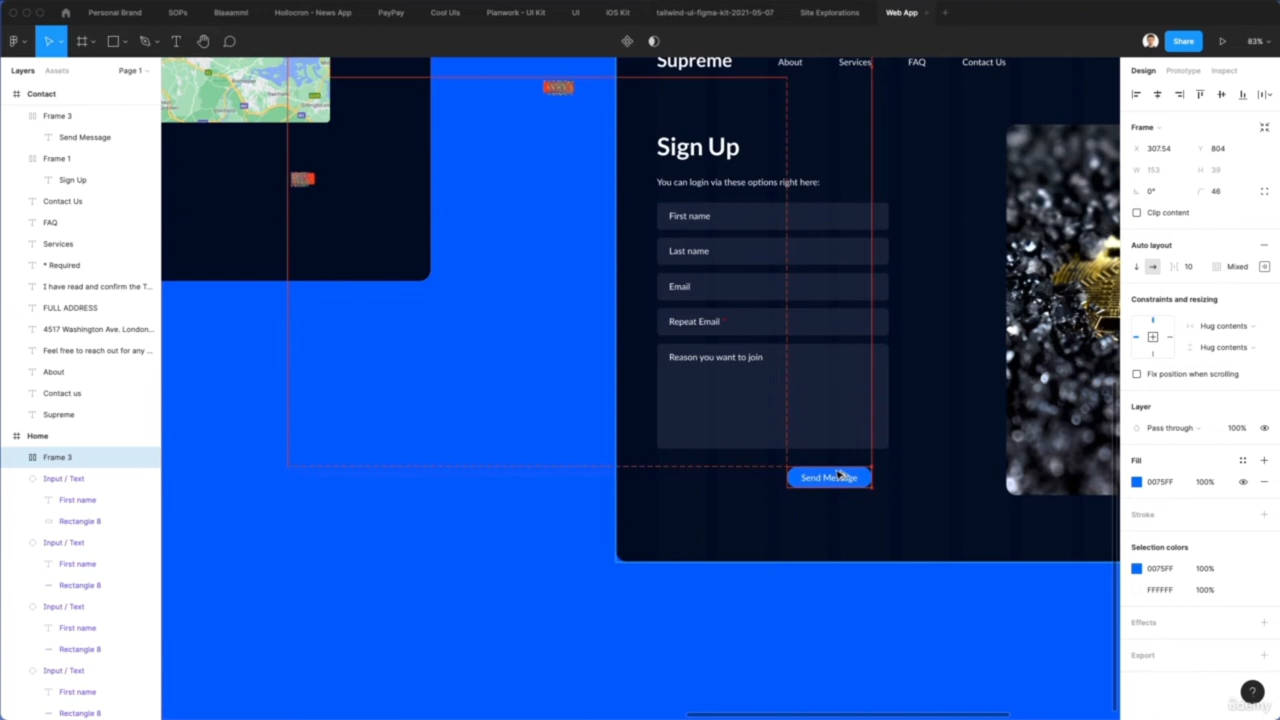 Personal Brand SOPs Blaaammi! Hollocron - News App PlayPay Cool UIs Planwork - UI Kit UI iOS Kit tailwind-ui-figma-kit-2021-05-07 Site Explorations Web App
Share
83%
Layers Assets Page 1
Contact
Frame 3
Send Message
Frame 1
Sign Up
Contact Us
FAQ
Services
* Required
I have read and confirm the T...
FULL ADDRESS
4517 Washington Ave. London...
Feel free to reach out for any ...
About
Contact us
Supreme
Home
Frame 3
Input / Text
First name
Rectangle 8
Input / Text
First name
Rectangle 8
Input / Text
First name
Rectangle 8
Input / Text
First name
Rectangle 8
Supreme About Services FAQ Contact Us
Sign Up
You can login via these options right here:
First name
Last name
Email
Repeat Email *
Reason you want to join
Send Message
Design Prototype Inspect
Frame
X 307.54 Y 804
W 153 H 39
0° 46
Clip content
Auto layout
10 Mixed
Constraints and resizing
Hug contents
Hug contents
Fix position when scrolling
Layer
Pass through 100%
Fill
0075FF 100%
Stroke
Selection colors
0075FF 100%
FFFFFF 100%
Effects
Export
?
udemy